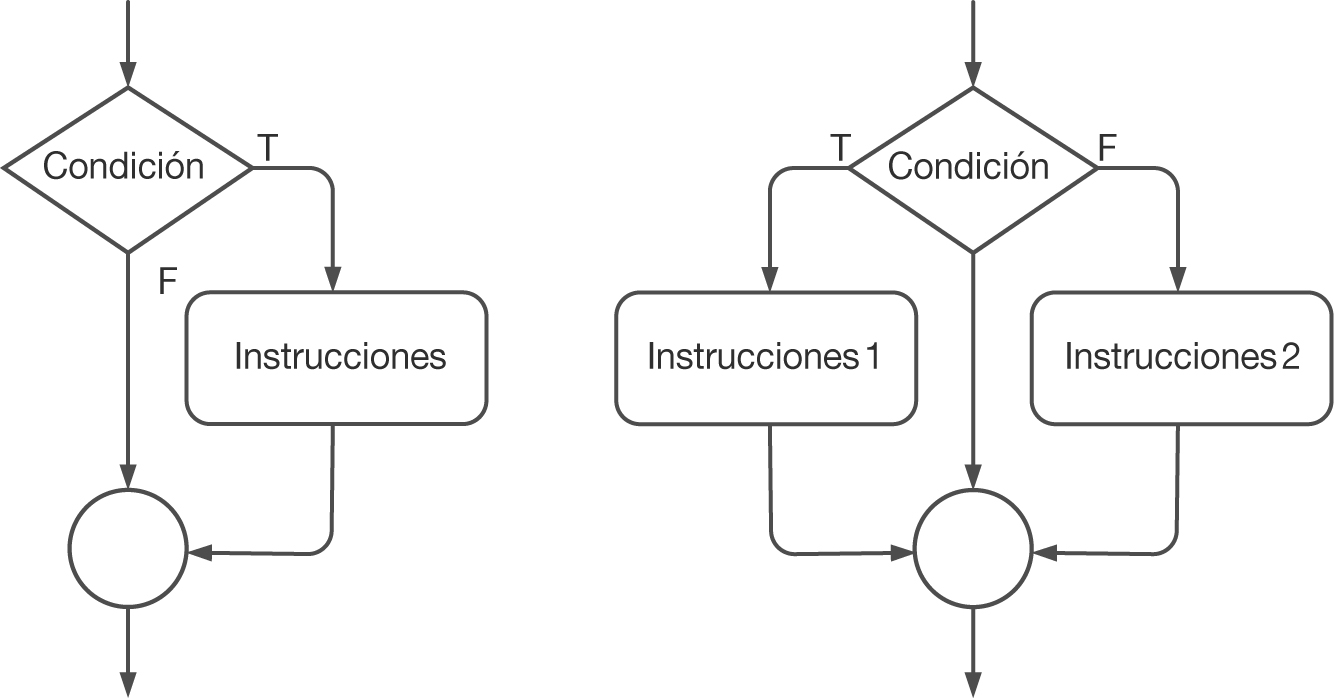 Condición
T
F
Instrucciones
T
Condición
F
Instrucciones 1
Instrucciones 2